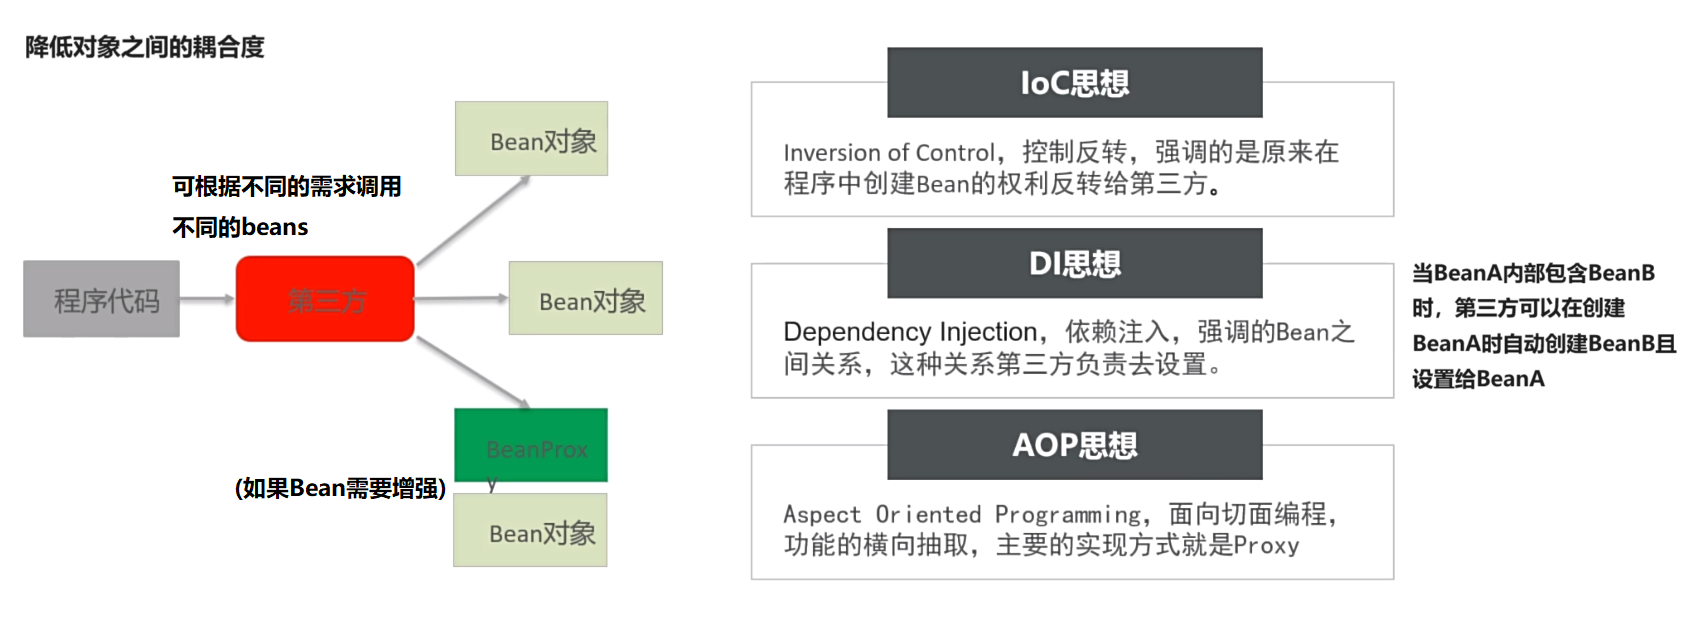 降低对象之间的耦合度
Bean对象
可根据不同的需求调用
不同的beans
程序代码
第三方
Bean对象
BeanProx
y
(如果Bean需要增强)
Bean对象
IoC思想
Inversion of Control，控制反转，强调的是原来在
程序中创建Bean的权利反转给第三方。
DI思想
Dependency Injection，依赖注入，强调的Bean之
间关系，这种关系第三方负责去设置。
当BeanA内部包含BeanB
时，第三方可以在创建
BeanA时自动创建BeanB且
设置给BeanA
AOP思想
Aspect Oriented Programming，面向切面编程，
功能的横向抽取，主要的实现方式就是Proxy